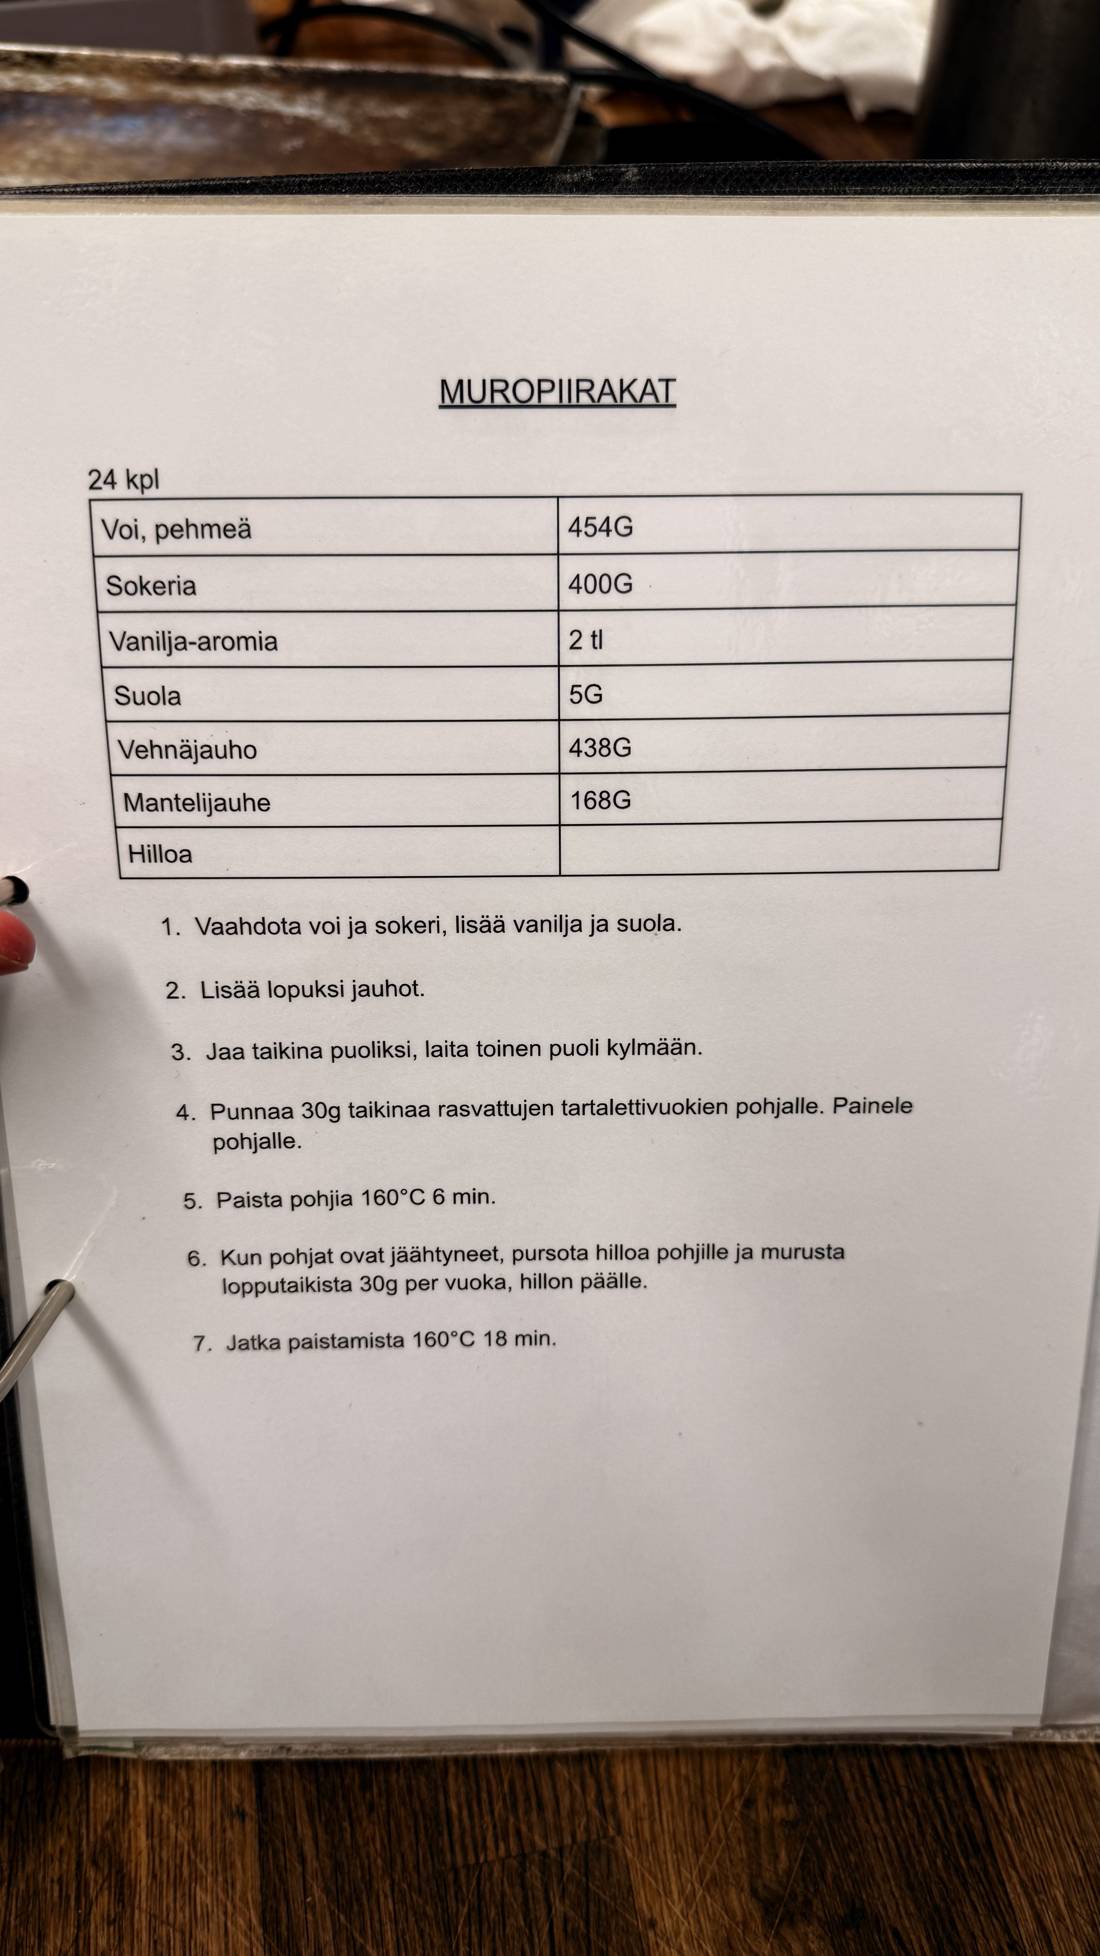 MUROPIIRAKAT
24 kpl
Voi, pehmeä 454G
Sokeria 400G
Vanilja-aromia 2 tl
Suola 5G
Vehnäjauho 438G
Mantelijauhe 168G
Hilloa
1. Vaahdota voi ja sokeri, lisää vanilja ja suola.
2. Lisää lopuksi jauhot.
3. Jaa taikina puoliksi, laita toinen puoli kylmään.
4. Punnaa 30g taikinaa rasvattujen tartalettivuokien pohjalle. Painele
pohjalle.
5. Paista pohjia 160°C 6 min.
6. Kun pohjat ovat jäähtyneet, pursota hilloa pohjille ja murusta
lopputaikista 30g per vuoka, hillon päälle.
7. Jatka paistamista 160°C 18 min.